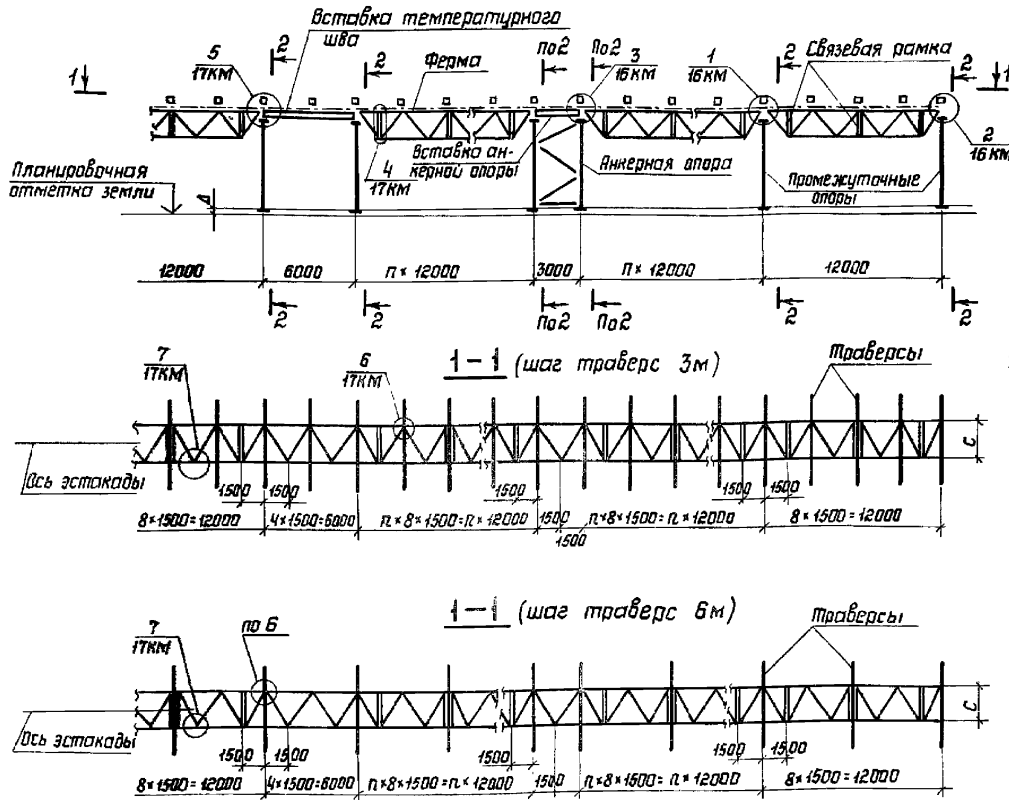 Вставка температурного
шва
5
17КМ
2
2
Ферма
по2
по2
3
16КМ
1
16КМ
2
Связевая рамка
2
1
1
2
16КМ
Планировочная
отметка земли
Д
4
17КМ
Вставка ан-
керной опоры
Анкерная опора
Промежуточные
опоры
12000
6000
п × 12000
3000
п × 12000
12000
2
2
по2
по2
2
2
1-1 (шаг траверс 3м)
7
17КМ
6
17КМ
Траверсы
Ось эстакады
С
1500
1500
1500
1500
1500
8×1500=12000
4×1500=6000
п×8×1500=п×12000
1500
п×8×1500=п×12000
8×1500=12000
1500
1-1 (шаг траверс 6м)
7
17КМ
по 6
Траверсы
Ось эстакады
С
1500
1500
1500
1500
1500
8×1500=12000
4×1500=6000
п×8×1500=п×12000
1500
п×8×1500=п×12000
8×1500=12000